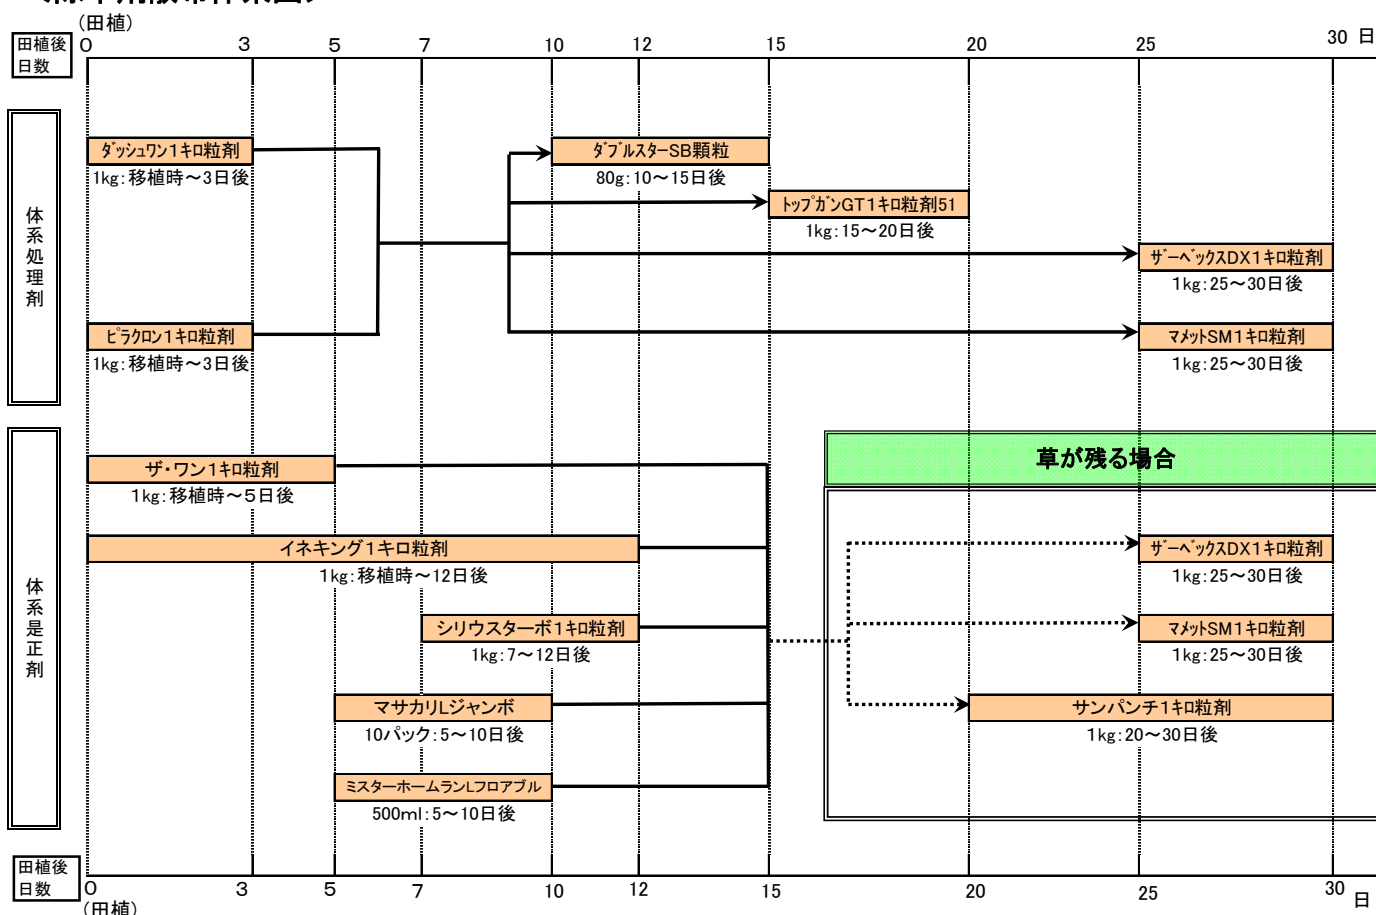 (田植)
田植後
日数
0 3 5 7 10 12 15 20 25 30 日
体系処理剤
ダッシュワン1キロ粒剤
1kg:移植時～3日後
ダブルスターSB顆粒
80g:10～15日後
トップガンGT1キロ粒剤51
1kg:15～20日後
ザーベックスDX1キロ粒剤
1kg:25～30日後
ピラクロン1キロ粒剤
1kg:移植時～3日後
マメットSM1キロ粒剤
1kg:25～30日後
体系是正剤
ザ・ワン1キロ粒剤
1kg:移植時～5日後
草が残る場合
イネキング1キロ粒剤
1kg:移植時～12日後
ザーベックスDX1キロ粒剤
1kg:25～30日後
シリウスターボ1キロ粒剤
1kg:7～12日後
マメットSM1キロ粒剤
1kg:25～30日後
マサカリLジャンボ
10パック:5～10日後
サンパンチ1キロ粒剤
1kg:20～30日後
ミスターホームランLフロアブル
500ml:5～10日後
田植後
日数
0 3 5 7 10 12 15 20 25 30 日
(田植)